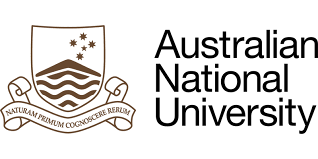 NATURAM PRIMUM COGNOSCERE RERUM
Australian
National
University